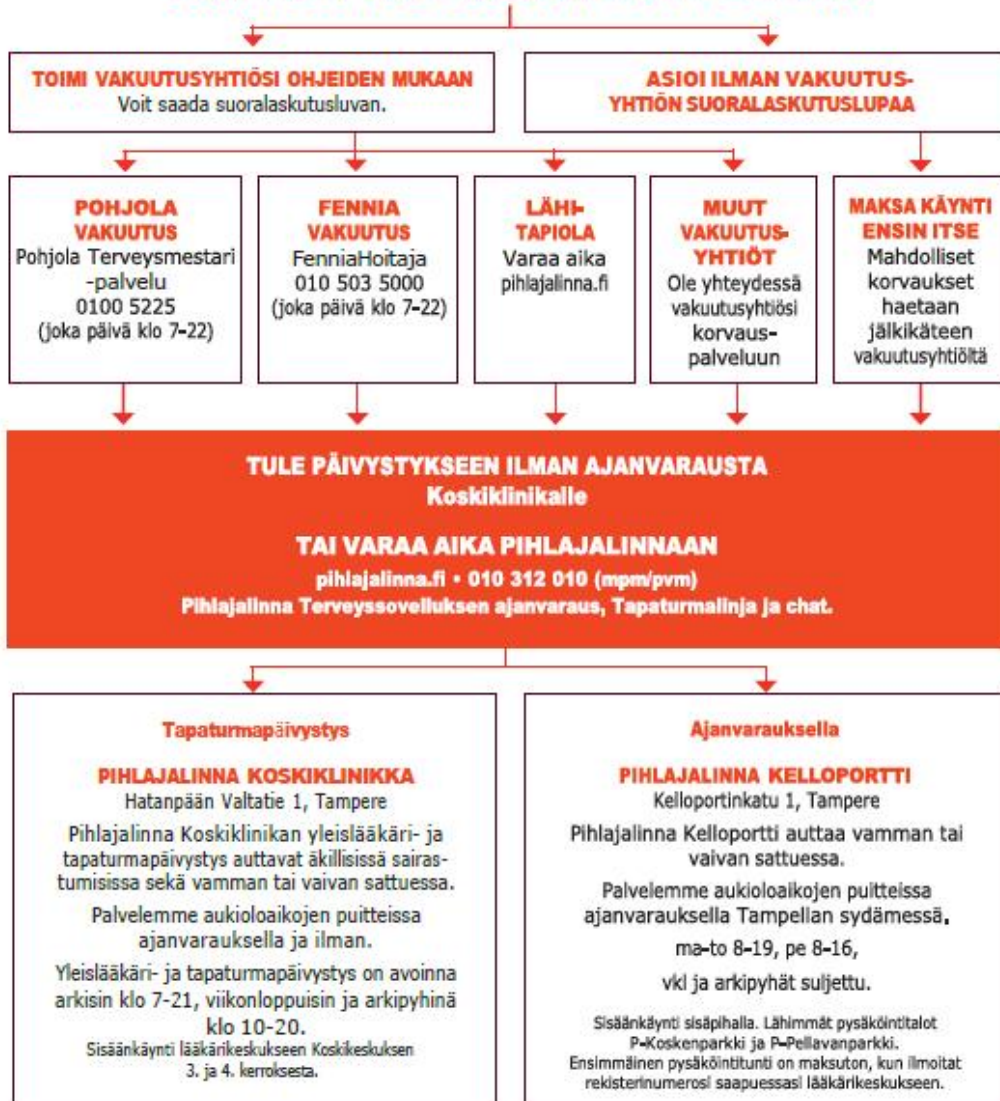 TOIMI VAKUUTUSYHTIÖSI OHJEIDEN MUKAAN
Voit saada suoralaskutusluvan.
ASIOI ILMAN VAKUUTUS-
YHTIÖN SUORALASKUTUSLUPAA
POHJOLA
VAKUUTUS
Pohjola Terveysmestari
-palvelu
0100 5225
(joka päivä klo 7-22)
FENNIA
VAKUUTUS
FenniaHoitaja
010 503 5000
(joka päivä klo 7-22)
LÄHI-
TAPIOLA
Varaa aika
pihlajalinna.fi
MUUT
VAKUUTUS-
YHTIÖT
Ole yhteydessä
vakuutusyhtiösi
korvaus-
palveluun
MAKSA KÄYNTI
ENSIN ITSE
Mahdolliset
korvaukset
haetaan
jälkikäteen
vakuutusyhtiöltä
TULE PÄIVYSTYKSEEN ILMAN AJANVARAUSTA
Koskiklinikalle
TAI VARAA AIKA PIHLAJALINNAAN
pihlajalinna.fi • 010 312 010 (mpm/pvm)
Pihlajalinna Terveyssovelluksen ajanvaraus, Tapaturmalinja ja chat.
Tapaturmapäivystys
PIHLAJALINNA KOSKIKLINIKKA
Hatanpään Valtatie 1, Tampere
Pihlajalinna Koskiklinikan yleislääkäri- ja
tapaturmapäivystys auttavat äkillisissä sairas-
tumisissa sekä vamman tai vaivan sattuessa.
Palvelemme aukioloaikojen puitteissa
ajanvarauksella ja ilman.
Yleislääkäri- ja tapaturmapäivystys on avoinna
arkisin klo 7-21, viikonloppuisin ja arkipyhinä
klo 10-20.
Sisäänkäynti lääkärikeskukseen Koskikeskuksen
3. ja 4. kerroksesta.
Ajanvarauksella
PIHLAJALINNA KELLOPORTTI
Kelloportinkatu 1, Tampere
Pihlajalinna Kelloportti auttaa vamman tai
vaivan sattuessa.
Palvelemme aukioloaikojen puitteissa
ajanvarauksella Tampellan sydämessä.
ma-to 8-19, pe 8-16,
vkl ja arkipyhät suljettu.
Sisäänkäynti sisäpihalla. Lähimmät pysäköintitalot
P-Koskenparkki ja P-Pellavanparkki.
Ensimmäinen pysäköintitunti on maksuton, kun ilmoitat
rekisterinumerosi saapuessasi lääkärikeskukseen.